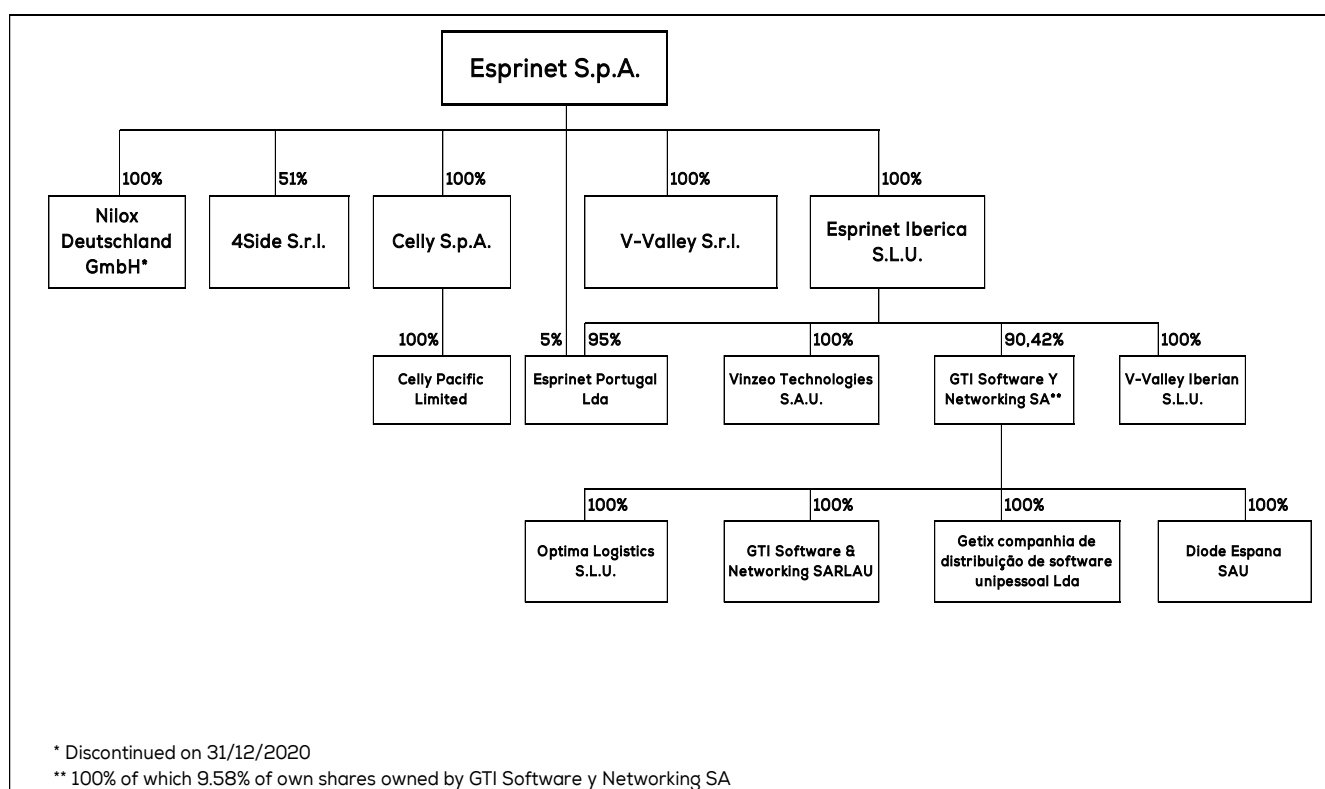 Esprinet S.p.A.
100%
51%
100%
100%
100%
Nilox
Deutschland
GmbH*
4Side S.r.l.
Celly S.p.A.
V-Valley S.r.l.
Esprinet Iberica
S.L.U.
100%
5%
95%
100%
90,42%
100%
Celly Pacific
Limited
Esprinet Portugal
Lda
Vinzeo Technologies
S.A.U.
GTI Software Y
Networking SA**
V-Valley Iberian
S.L.U.
100%
100%
100%
100%
Optima Logistics
S.L.U.
GTI Software &
Networking SARLAU
Getix companhia de
distribuição de software
unipessoal Lda
Diode Espana
SAU
* Discontinued on 31/12/2020
** 100% of which 9.58% of own shares owned by GTI Software y Networking SA